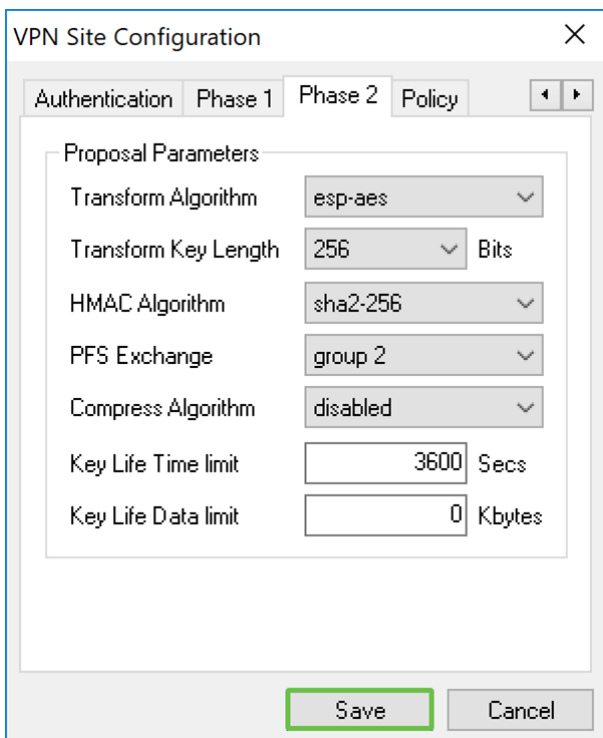 VPN Site Configuration
Authentication Phase 1 Phase 2 Policy
Proposal Parameters
Transform Algorithm esp-aes
Transform Key Length 256 Bits
HMAC Algorithm sha2-256
PFS Exchange group 2
Compress Algorithm disabled
Key Life Time limit 3600 Secs
Key Life Data limit 0 Kbytes
Save Cancel